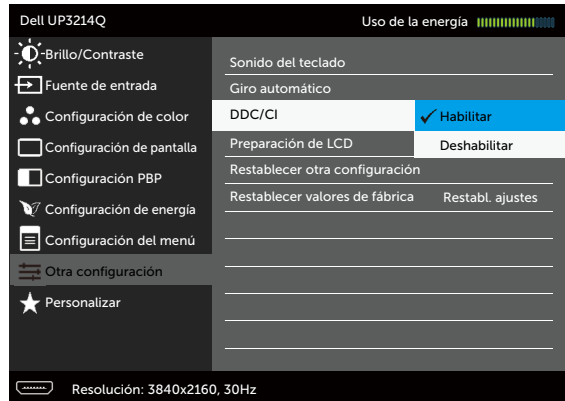 Dell UP3214Q
Uso de la energía
Brillo/Contraste
Fuente de entrada
Configuración de color
Configuración de pantalla
Configuración PBP
Configuración de energía
Configuración del menú
Otra configuración
Personalizar
Sonido del teclado
Giro automático
DDC/CI
Habilitar
Preparación de LCD
Deshabilitar
Restablecer otra configuración
Restablecer valores de fábrica
Restabl. ajustes
Resolución: 3840x2160, 30Hz